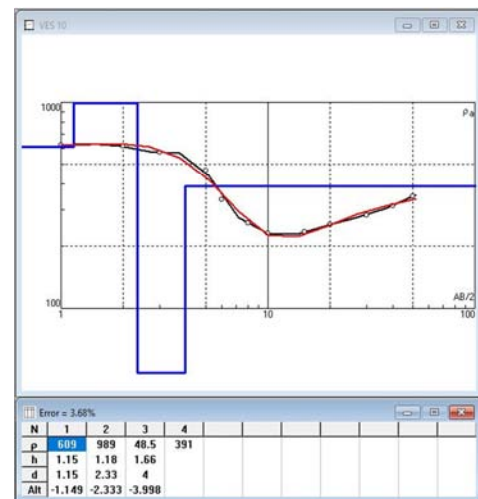 VES 10
1000
ρa
100
AB/2
1
10
100
Error = 3.68%
N 1 2 3 4
ρ 609 989 48.5 391
h 1.15 1.18 1.66
d 1.15 2.33 4
Alt -1.149 -2.333 -3.998